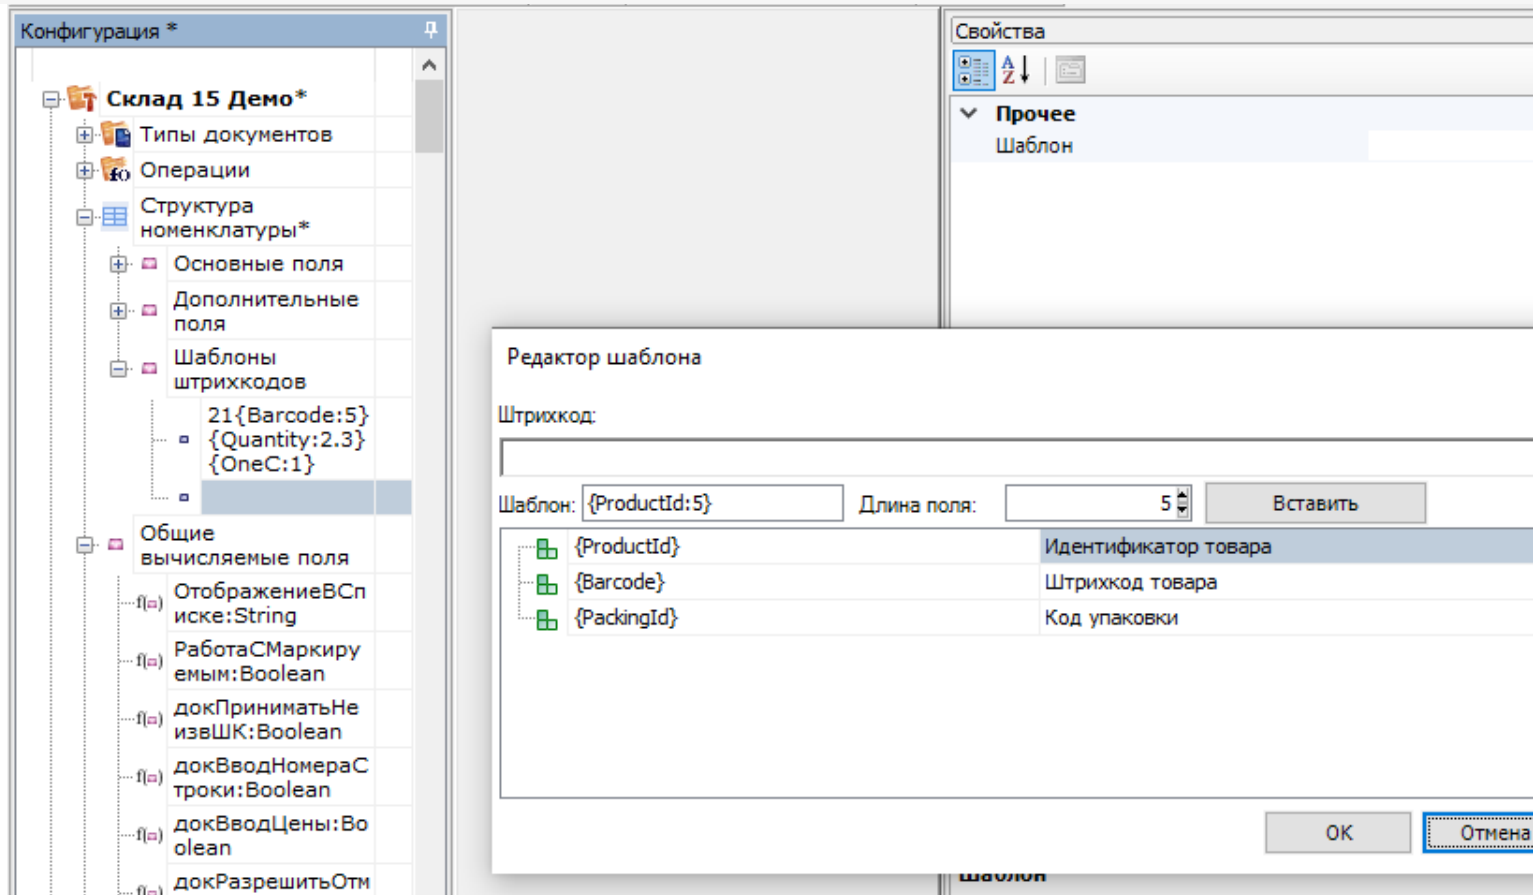 Конфигурация *
Склад 15 Демо*
Типы документов
Операции
Структура
номенклатуры*
Основные поля
Дополнительные
поля
Шаблоны
штрихкодов
21{Barcode:5}
{Quantity:2.3}
{OneC:1}
Общие
вычисляемые поля
ОтображениеВСп
иске:String
РаботаСМаркиру
емым:Boolean
докПриниматьНе
извШК:Boolean
докВводНомераС
троки:Boolean
докВводЦены:Bo
olean
докРазрешитьОтм
Свойства
Прочее
Шаблон
Редактор шаблона
Штрихкод:
Шаблон: {ProductId:5} Длина поля: 5 Вставить
{ProductId} Идентификатор товара
{Barcode} Штрихкод товара
{PackingId} Код упаковки
OK Отмена
Шаблон